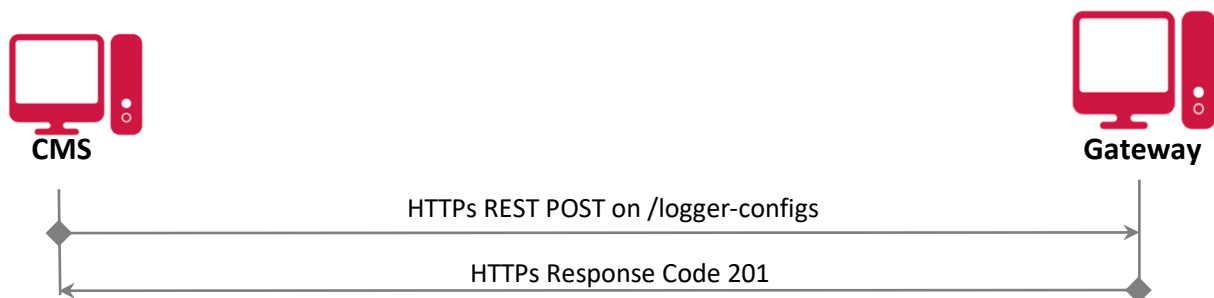 CMS
Gateway
HTTPs REST POST on /logger-configs
HTTPs Response Code 201